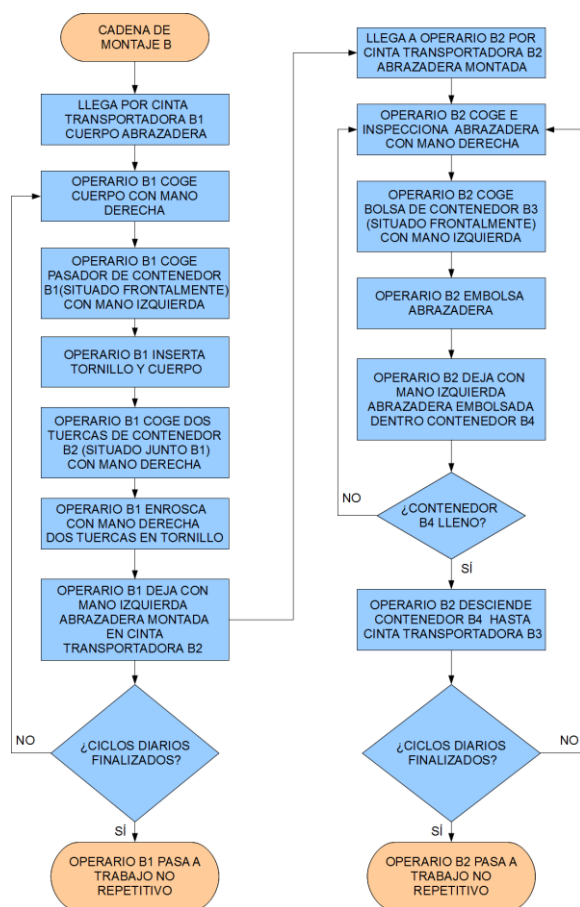 CADENA DE
MONTAJE B
LLEGA POR CINTA
TRANSPORTADORA B1
CUERPO ABRAZADERA
OPERARIO B1 COGE
CUERPO CON MANO
DERECHA
OPERARIO B1 COGE
PASADOR DE CONTENEDOR
B1(SITUADO FRONTALMENTE)
CON MANO IZQUIERDA
OPERARIO B1 INSERTA
TORNILLO Y CUERPO
OPERARIO B1 COGE DOS
TUERCAS DE CONTENEDOR
B2 (SITUADO JUNTO B1)
CON MANO DERECHA
OPERARIO B1 ENROSCA
CON MANO DERECHA
DOS TUERCAS EN TORNILLO
OPERARIO B1 DEJA CON
MANO IZQUIERDA
ABRAZADERA MONTADA
EN CINTA
TRANSPORTADORA B2
NO
¿CICLOS DIARIOS
FINALIZADOS?
SÍ
OPERARIO B1 PASA A
TRABAJO NO
REPETITIVO
LLEGA A OPERARIO B2 POR
CINTA TRANSPORTADORA B2
ABRAZADERA MONTADA
OPERARIO B2 COGE E
INSPECCIONA ABRAZADERA
CON MANO DERECHA
OPERARIO B2 COGE
BOLSA DE CONTENEDOR B3
(SITUADO FRONTALMENTE)
CON MANO IZQUIERDA
OPERARIO B2 EMBOLSA
ABRAZADERA
OPERARIO B2 DEJA CON
MANO IZQUIERDA
ABRAZADERA EMBOLSADA
DENTRO CONTENEDOR B4
NO
¿CONTENEDOR
B4 LLENO?
SÍ
OPERARIO B2 DESCIENDE
CONTENEDOR B4 HASTA
CINTA TRANSPORTADORA B3
¿CICLOS DIARIOS
FINALIZADOS?
NO
SÍ
OPERARIO B2 PASA A
TRABAJO NO
REPETITIVO